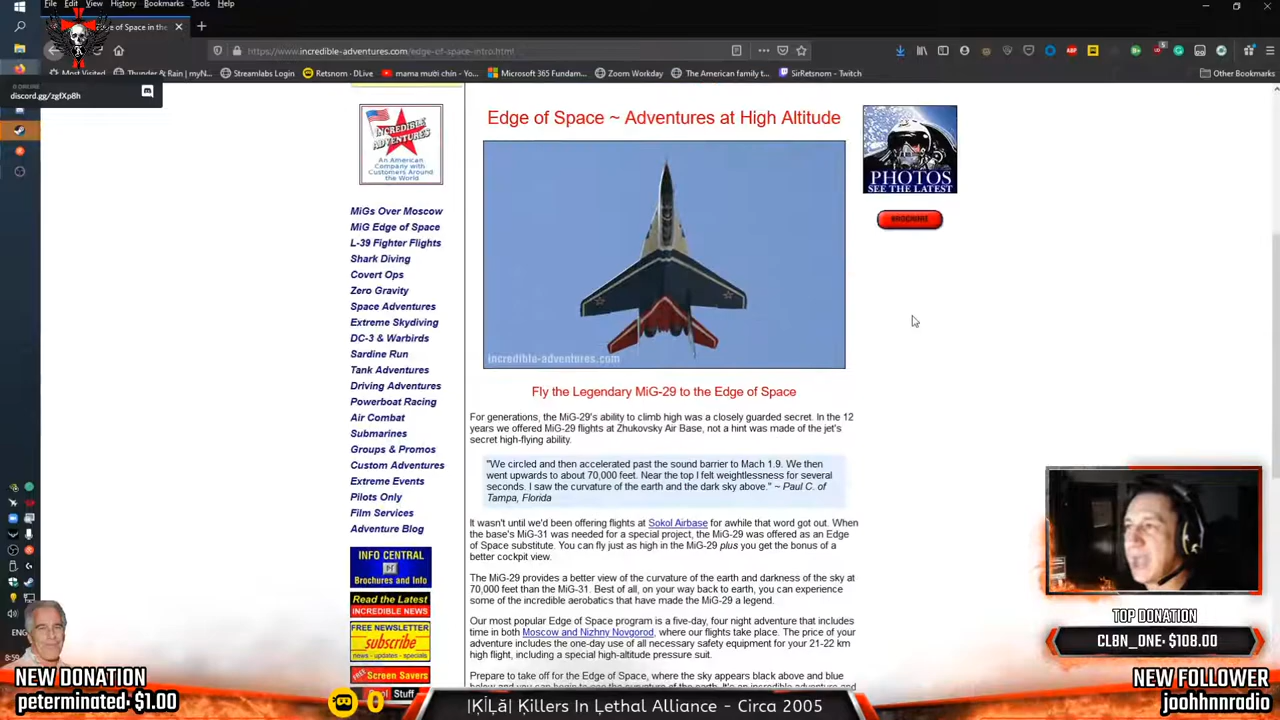 File Edit View History Bookmarks Tools Help
Edge of Space in the
https://www.incredible-adventures.com/edge-of-space-intro.html
Most Visited Thunder & Rain | myN... Streamlabs Login Retsnom - DLive mama mười chin - Yo... Microsoft 365 Fundam... Zoom Workday The American family t... SirRetsnom - Twitch Other Bookmarks
discord.gg/zgfXp8h
INCREDIBLE
ADVENTURES
An American
Company with
Customers Around
the World
MiGs Over Moscow
MiG Edge of Space
L-39 Fighter Flights
Shark Diving
Covert Ops
Zero Gravity
Space Adventures
Extreme Skydiving
DC-3 & Warbirds
Sardine Run
Tank Adventures
Driving Adventures
Powerboat Racing
Air Combat
Submarines
Groups & Promos
Custom Adventures
Extreme Events
Pilots Only
Film Services
Adventure Blog
INFO CENTRAL
Brochures and Info
Read the Latest
INCREDIBLE NEWS
FREE NEWSLETTER
subscribe
news - updates - specials
FREE Screen Savers
Cool Stuff
Edge of Space ~ Adventures at High Altitude
incredible-adventures.com
Fly the Legendary MiG-29 to the Edge of Space
For generations, the MiG-29's ability to climb high was a closely guarded secret. In the 12
years we offered MiG-29 flights at Zhukovsky Air Base, not a hint was made of the jet's
secret high-flying ability.
"We circled and then accelerated past the sound barrier to Mach 1.9. We then
went upwards to about 70,000 feet. Near the top I felt weightlessness for several
seconds. I saw the curvature of the earth and the dark sky above." ~ Paul C. of
Tampa, Florida
It wasn't until we'd been offering flights at Sokol Airbase for awhile that word got out. When
the base's MiG-31 was needed for a special project, the MiG-29 was offered as an Edge
of Space substitute. You can fly just as high in the MiG-29 plus you get the bonus of a
better cockpit view.
The MiG-29 provides a better view of the curvature of the earth and darkness of the sky at
70,000 feet than the MiG-31. Best of all, on your way back to earth, you can experience
some of the incredible aerobatics that have made the MiG-29 a legend.
Our most popular Edge of Space program is a five-day, four night adventure that includes
time in both Moscow and Nizhny Novgorod, where our flights take place. The price of your
adventure includes the one-day use of all necessary safety equipment for your 21-22 km
high flight, including a special high-altitude pressure suit.
Prepare to take off for the Edge of Space, where the sky appears black above and blue
PHOTOS
SEE THE LATEST
BROCHURE
TOP DONATION
CL8N_ONE: $108.00
NEW FOLLOWER
joohhnnradio
ENG
NEW DONATION
peterminated: $1.00
0
|ĶİĻă| Ķillers In Ļethal Alliance - Circa 2005